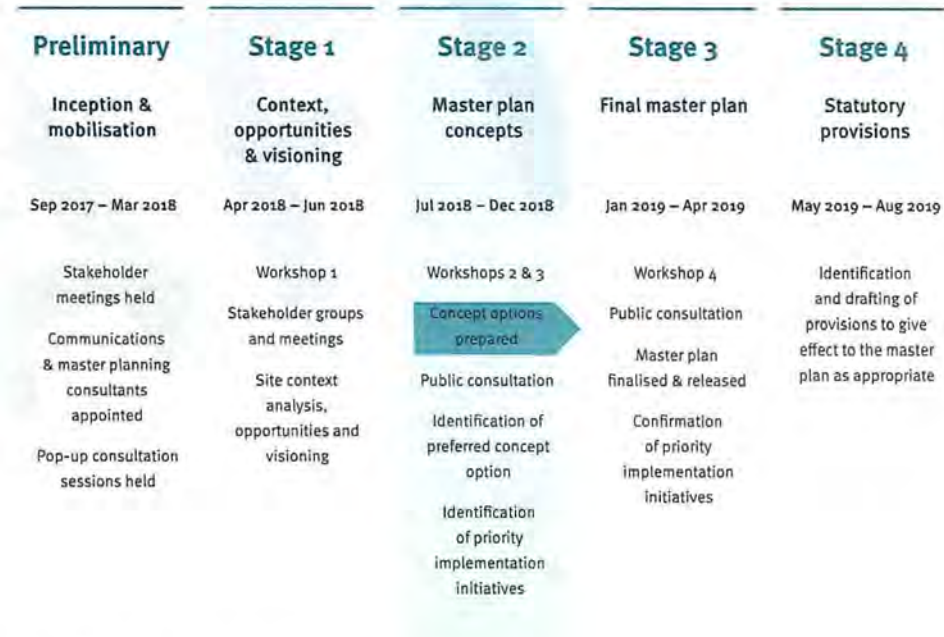 Preliminary
Inception &
mobilisation
Sep 2017 – Mar 2018
Stakeholder
meetings held
Communications
& master planning
consultants
appointed
Pop-up consultation
sessions held
Stage 1
Context,
opportunities
& visioning
Apr 2018 – Jun 2018
Workshop 1
Stakeholder groups
and meetings
Site context
analysis,
opportunities and
visioning
Stage 2
Master plan
concepts
Jul 2018 – Dec 2018
Workshops 2 & 3
Concept options
prepared
Public consultation
Identification of
preferred concept
option
Identification
of priority
implementation
initiatives
Stage 3
Final master plan
Jan 2019 – Apr 2019
Workshop 4
Public consultation
Master plan
finalised & released
Confirmation
of priority
implementation
initiatives
Stage 4
Statutory
provisions
May 2019 – Aug 2019
Identification
and drafting of
provisions to give
effect to the master
plan as appropriate